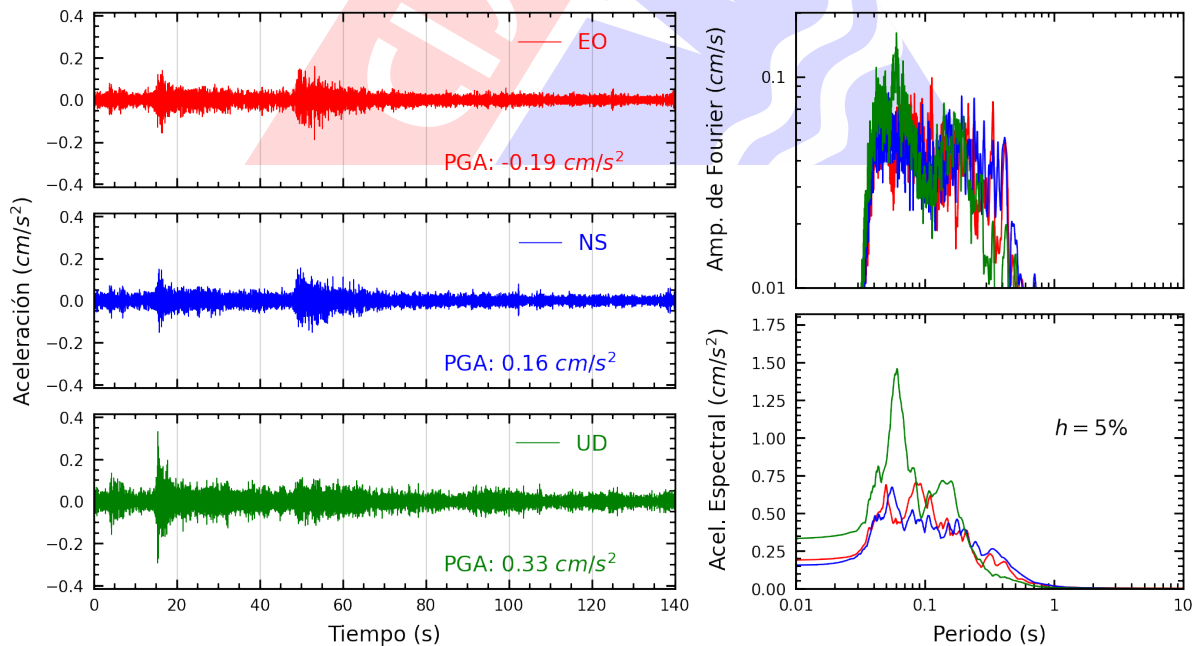 Aceleración (cm/s²)
0.4
0.2
0.0
−0.2
−0.4
EO
PGA: -0.19 cm/s²
0.4
0.2
0.0
−0.2
−0.4
NS
PGA: 0.16 cm/s²
0.4
0.2
0.0
−0.2
−0.4
UD
PGA: 0.33 cm/s²
0 20 40 60 80 100 120 140
Tiempo (s)
Amp. de Fourier (cm/s)
0.1
0.01
Acel. Espectral (cm/s²)
1.75
1.50
1.25
1.00
0.75
0.50
0.25
0.00
h = 5%
0.01 0.1 1 10
Periodo (s)